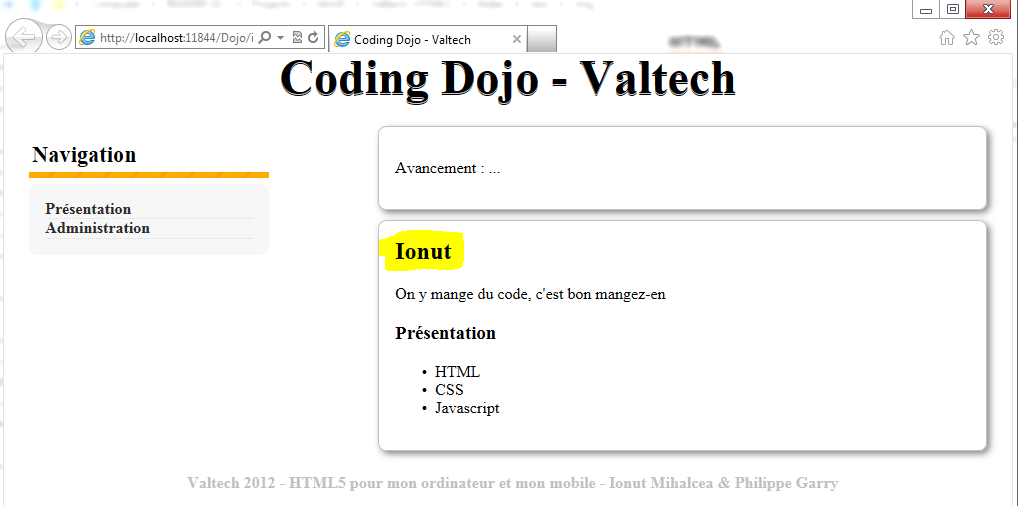 http://localhost:11844/Dojo/i
Coding Dojo - Valtech
Coding Dojo - Valtech
Navigation
Présentation
Administration
Avancement : ...
Ionut
On y mange du code, c'est bon mangez-en
Présentation
• HTML
• CSS
• Javascript
Valtech 2012 - HTML5 pour mon ordinateur et mon mobile - Ionut Mihalcea & Philippe Garry